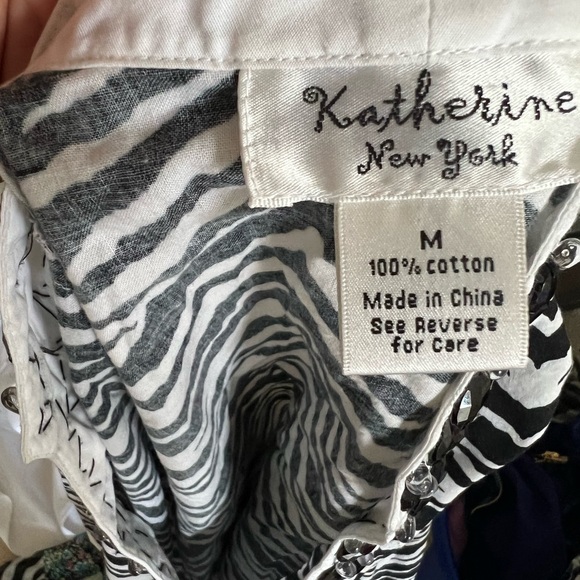 Katherine
New York
M
100% cotton
Made in China
See Reverse
for Care